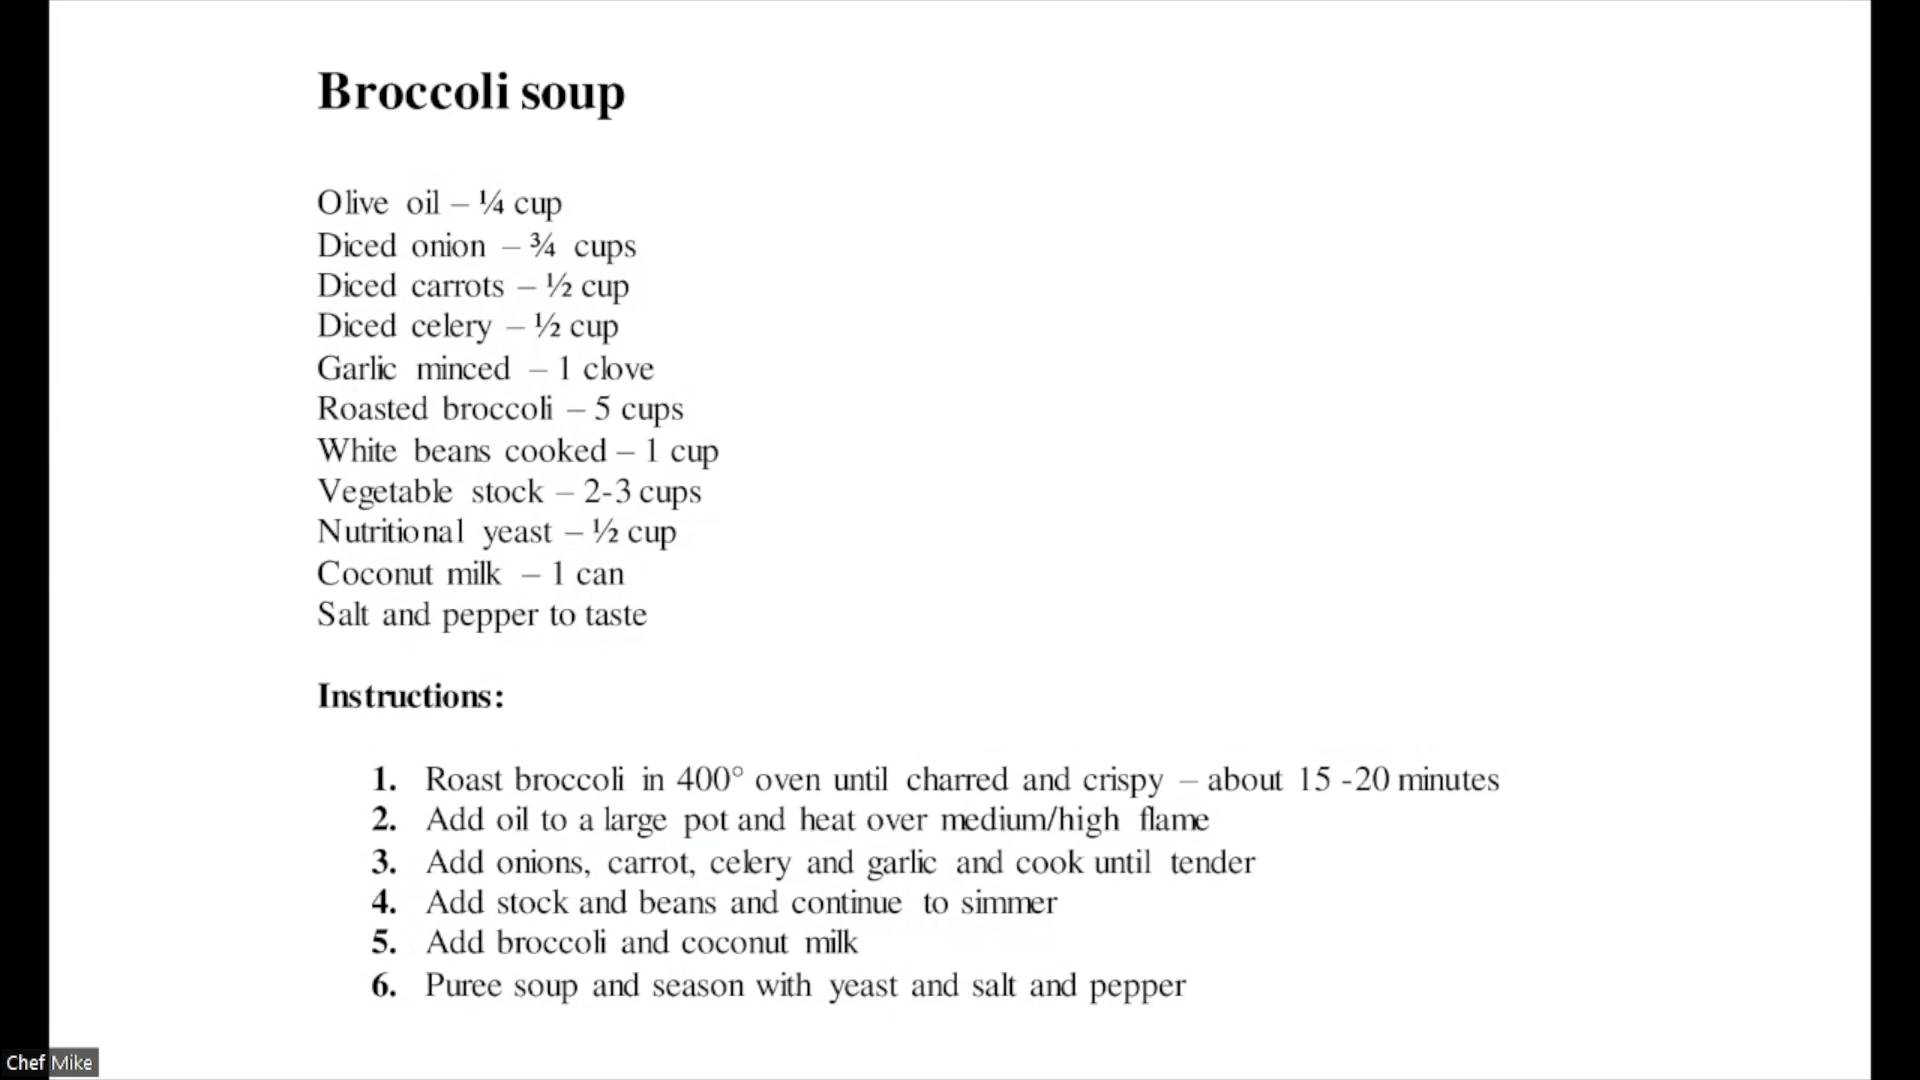 Broccoli soup
Olive oil – ¼ cup
Diced onion – ¾ cups
Diced carrots – ½ cup
Diced celery – ½ cup
Garlic minced – 1 clove
Roasted broccoli – 5 cups
White beans cooked – 1 cup
Vegetable stock – 2-3 cups
Nutritional yeast – ½ cup
Coconut milk – 1 can
Salt and pepper to taste
Instructions:
1. Roast broccoli in 400° oven until charred and crispy – about 15 -20 minutes
2. Add oil to a large pot and heat over medium/high flame
3. Add onions, carrot, celery and garlic and cook until tender
4. Add stock and beans and continue to simmer
5. Add broccoli and coconut milk
6. Puree soup and season with yeast and salt and pepper
Chef Mike